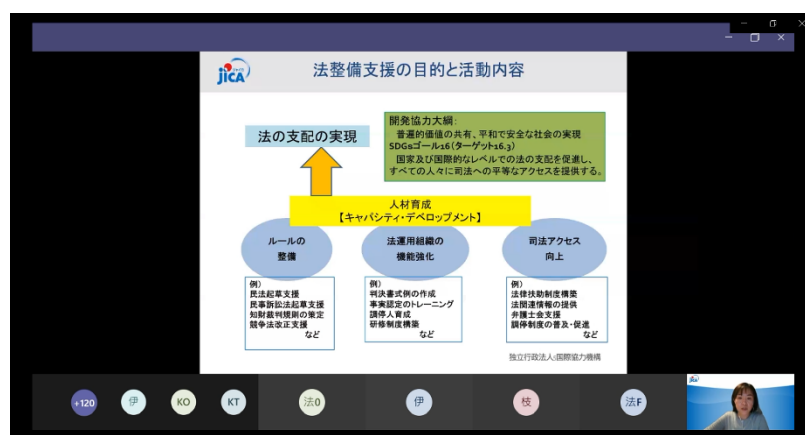 jica
法整備支援の目的と活動内容
法の支配の実現
開発協力大綱:
普遍的価値の共有、平和で安全な社会の実現
SDGsゴール16(ターゲット16.3)
国家及び国際的なレベルでの法の支配を促進し、
すべての人々に司法への平等なアクセスを提供する。
人材育成
【キャパシティ・デベロップメント】
ルールの
整備
法運用組織の
機能強化
司法アクセス
向上
例)
民法起草支援
民事訴訟法起草支援
知財裁判規則の策定
競争法改正支援
など
例)
判決書式例の作成
事実認定のトレーニング
調停人育成
研修制度構築
など
例)
法律扶助制度構築
法関連情報の提供
弁護士会支援
調停制度の普及・促進
など
独立行政法人国際協力機構
+120
伊
KO
KT
法0
伊
枝
法F
jica